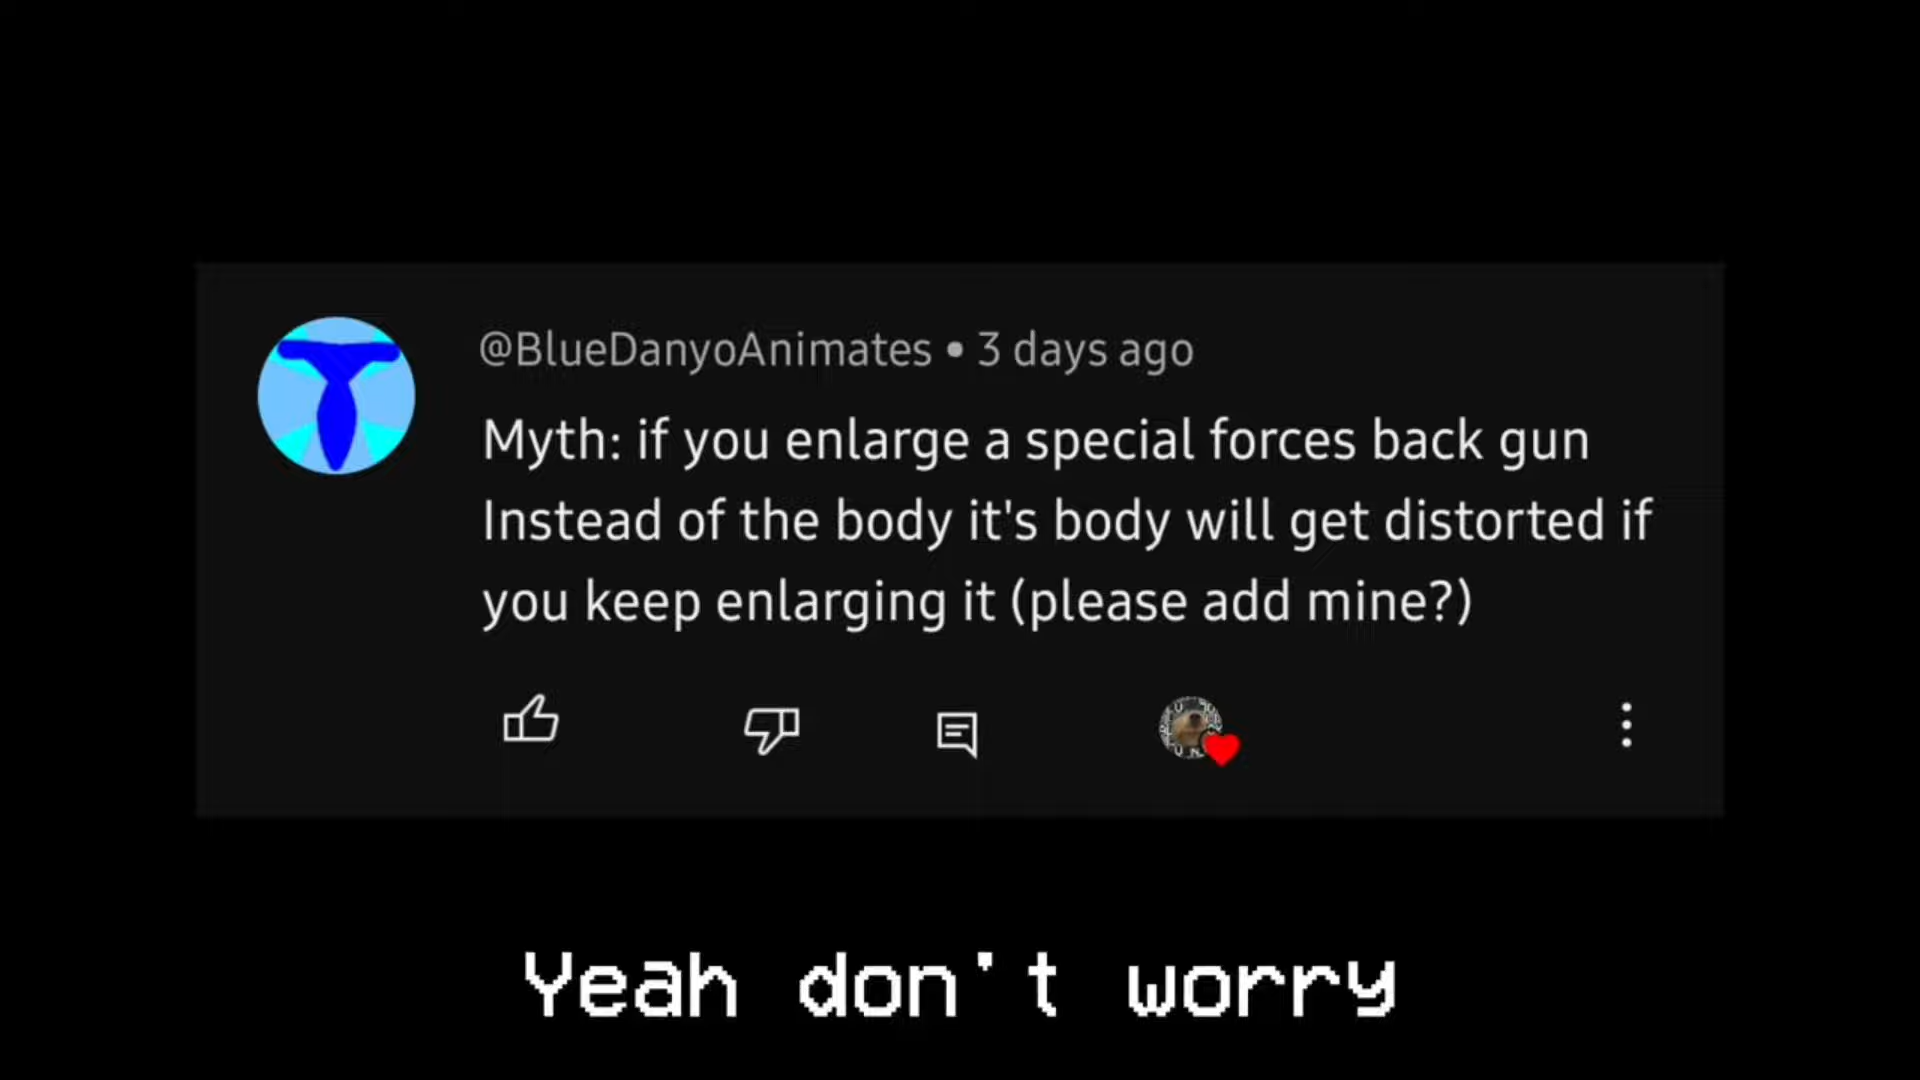 @BlueDanyoAnimates • 3 days ago
Myth: if you enlarge a special forces back gun
Instead of the body it's body will get distorted if
you keep enlarging it (please add mine?)
Yeah don't worry